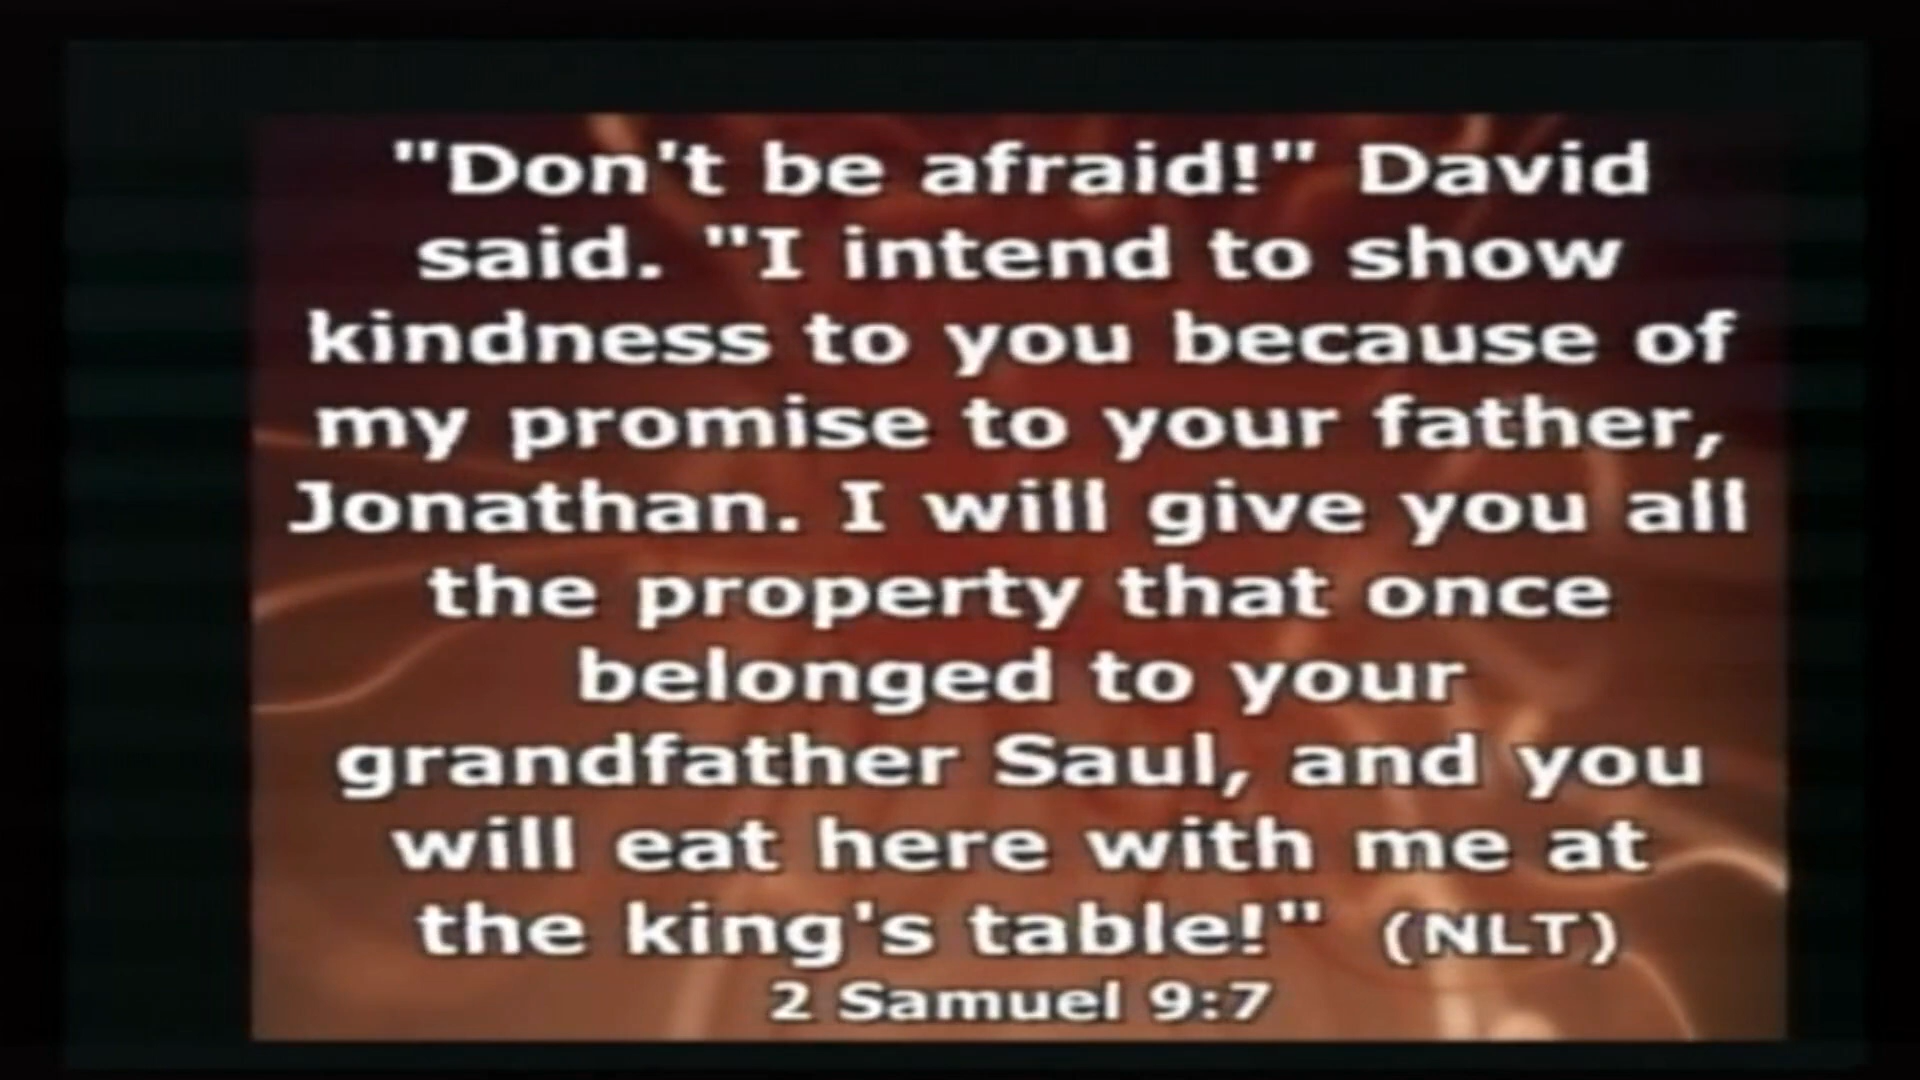 "Don't be afraid!" David
said. "I intend to show
kindness to you because of
my promise to your father,
Jonathan. I will give you all
the property that once
belonged to your
grandfather Saul, and you
will eat here with me at
the king's table!" (NLT)
2 Samuel 9:7